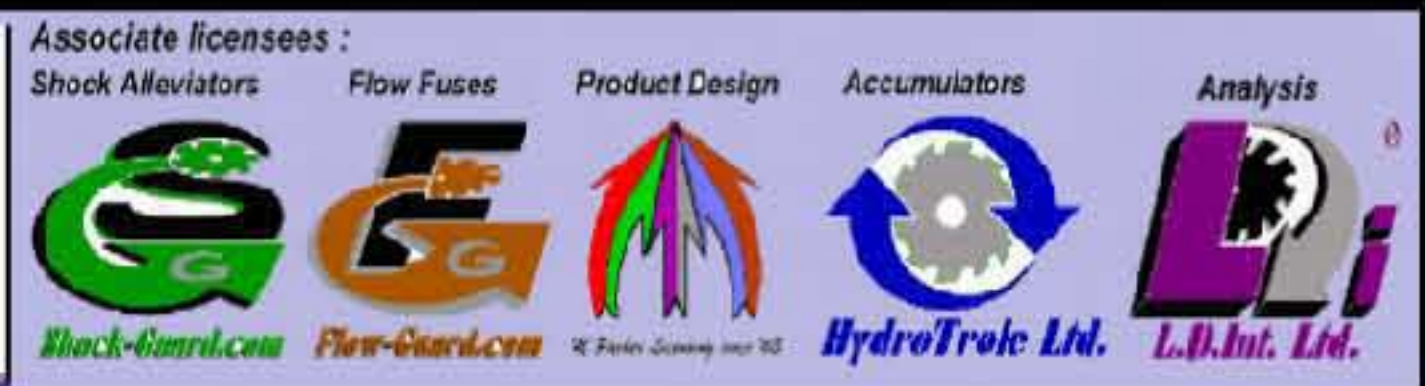 Associate licensees :
Shock Alleviators
Flow Fuses
Product Design
Accumulators
Analysis
G
G
L D i
Shock-Guard.com
Flow-Guard.com
HydroTrole Ltd.
L.D.Int. Ltd.